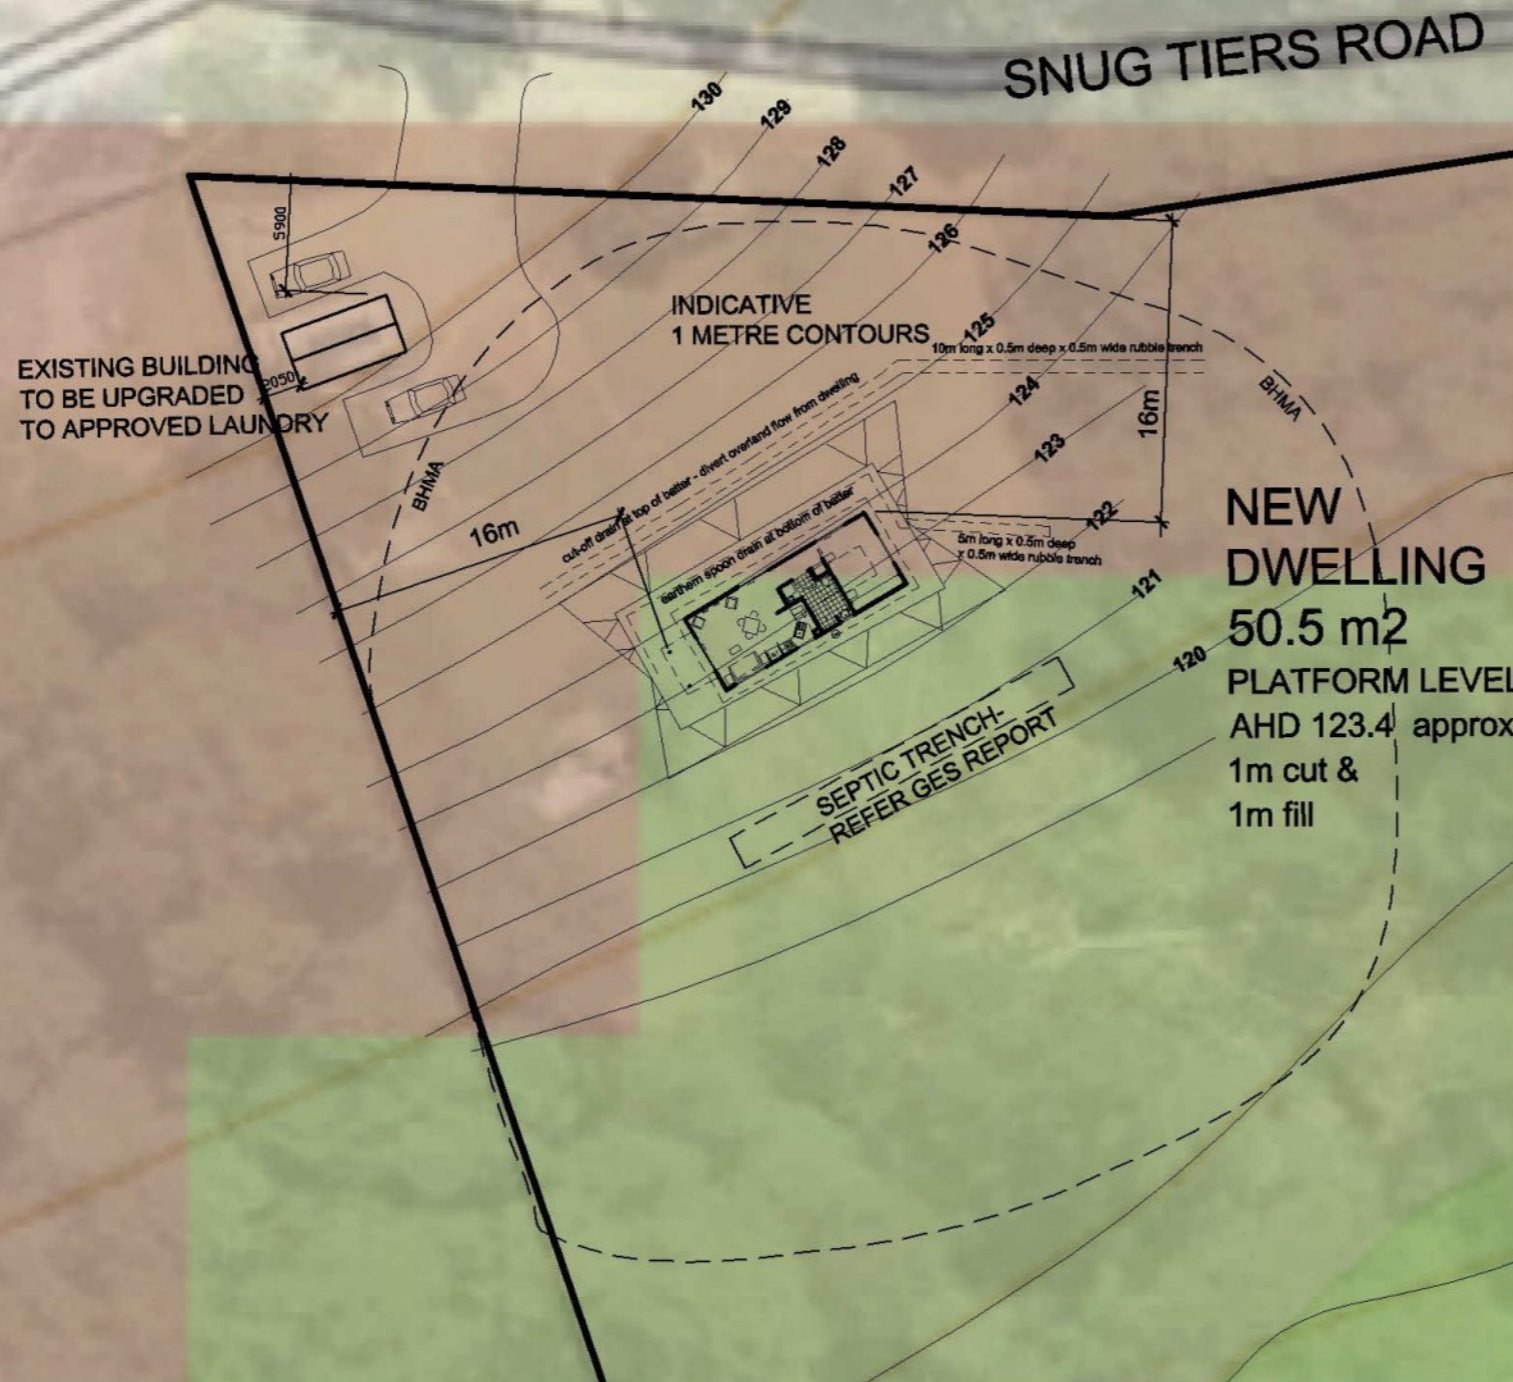 SNUG TIERS ROAD
130
129
128
127
126
125
124
123
122
121
120
5900
INDICATIVE
1 METRE CONTOURS
EXISTING BUILDING
TO BE UPGRADED
TO APPROVED LAUNDRY
2050
10m long x 0.5m deep x 0.5m wide rubble trench
BHMA
BHMA
16m
16m
cut-off drain at top of batter - divert overland flow from dwelling
earthern spoon drain at bottom of batter
5m long x 0.5m deep
x 0.5m wide rubble trench
NEW
DWELLING
50.5 m2
PLATFORM LEVEL
AHD 123.4 approx
1m cut &
1m fill
SEPTIC TRENCH-
REFER GES REPORT